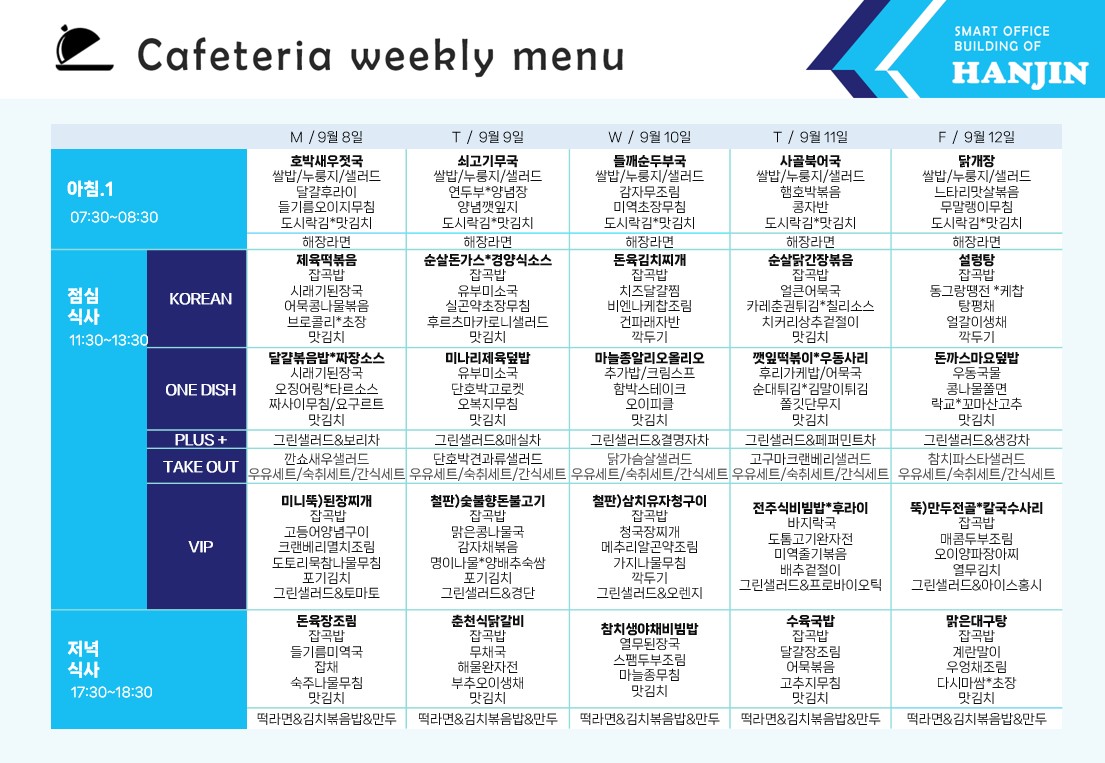 Cafeteria weekly menu
SMART OFFICE
BUILDING OF
HANJIN
M / 9월 8일
T / 9월 9일
W / 9월 10일
T / 9월 11일
F / 9월 12일
아침.1
07:30~08:30
호박새우젓국
쌀밥/누룽지/샐러드
달걀후라이
들기름오이지무침
도시락김*맛김치
해장라면
쇠고기무국
쌀밥/누룽지/샐러드
연두부*양념장
양념깻잎지
도시락김*맛김치
해장라면
들깨순두부국
쌀밥/누룽지/샐러드
감자무조림
미역초장무침
도시락김*맛김치
해장라면
사골북어국
쌀밥/누룽지/샐러드
햄호박볶음
콩자반
도시락김*맛김치
해장라면
닭개장
쌀밥/누룽지/샐러드
느타리맛살볶음
무말랭이무침
도시락김*맛김치
해장라면
점심
식사
11:30~13:30
KOREAN
제육떡볶음
잡곡밥
시래기된장국
어묵콩나물볶음
브로콜리*초장
맛김치
순살돈가스*경양식소스
잡곡밥
유부미소국
실곤약초장무침
후르츠마카로니샐러드
맛김치
돈육김치찌개
잡곡밥
치즈달걀찜
비엔나케찹조림
건파래자반
깍두기
순살닭간장볶음
잡곡밥
얼큰어묵국
카레춘권튀김*칠리소스
치커리상추겉절이
맛김치
설렁탕
잡곡밥
동그랑땡전 *케찹
탕평채
얼갈이생채
깍두기
ONE DISH
달걀볶음밥*짜장소스
시래기된장국
오징어링*타르소스
짜사이무침/요구르트
맛김치
미나리제육덮밥
유부미소국
단호박고로켓
오복지무침
맛김치
마늘종알리오올리오
추가밥/크림스프
함박스테이크
오이피클
맛김치
깻잎떡볶이*우동사리
후리가케밥/어묵국
순대튀김*김말이튀김
쫄깃단무지
맛김치
돈까스마요덮밥
우동국물
콩나물쫄면
락교*꼬마산고추
맛김치
PLUS +
그린샐러드&보리차
그린샐러드&매실차
그린샐러드&결명자차
그린샐러드&페퍼민트차
그린샐러드&생강차
TAKE OUT
깐쇼새우샐러드
우유세트/숙취세트/간식세트
단호박견과류샐러드
우유세트/숙취세트/간식세트
닭가슴살샐러드
우유세트/숙취세트/간식세트
고구마크랜베리샐러드
우유세트/숙취세트/간식세트
참치파스타샐러드
우유세트/숙취세트/간식세트
VIP
미니뚝)된장찌개
잡곡밥
고등어양념구이
크랜베리멸치조림
도토리묵참나물무침
포기김치
그린샐러드&토마토
철판)숯불향돈불고기
잡곡밥
맑은콩나물국
감자채볶음
명이나물*양배추숙쌈
포기김치
그린샐러드&경단
철판)삼치유자청구이
잡곡밥
청국장찌개
메추리알곤약조림
가지나물무침
깍두기
그린샐러드&오렌지
전주식비빔밥*후라이
바지락국
도톰고기완자전
미역줄기볶음
배추겉절이
그린샐러드&프로바이오틱
뚝)만두전골*칼국수사리
잡곡밥
매콤두부조림
오이양파장아찌
열무김치
그린샐러드&아이스홍시
저녁
식사
17:30~18:30
돈육장조림
잡곡밥
들기름미역국
잡채
숙주나물무침
맛김치
떡라면&김치볶음밥&만두
춘천식닭갈비
잡곡밥
무채국
해물완자전
부추오이생채
맛김치
떡라면&김치볶음밥&만두
참치생야채비빔밥
열무된장국
스팸두부조림
마늘종무침
맛김치
떡라면&김치볶음밥&만두
수육국밥
잡곡밥
달걀장조림
어묵볶음
고추지무침
맛김치
떡라면&김치볶음밥&만두
맑은대구탕
잡곡밥
계란말이
우엉채조림
다시마쌈*초장
맛김치
떡라면&김치볶음밥&만두